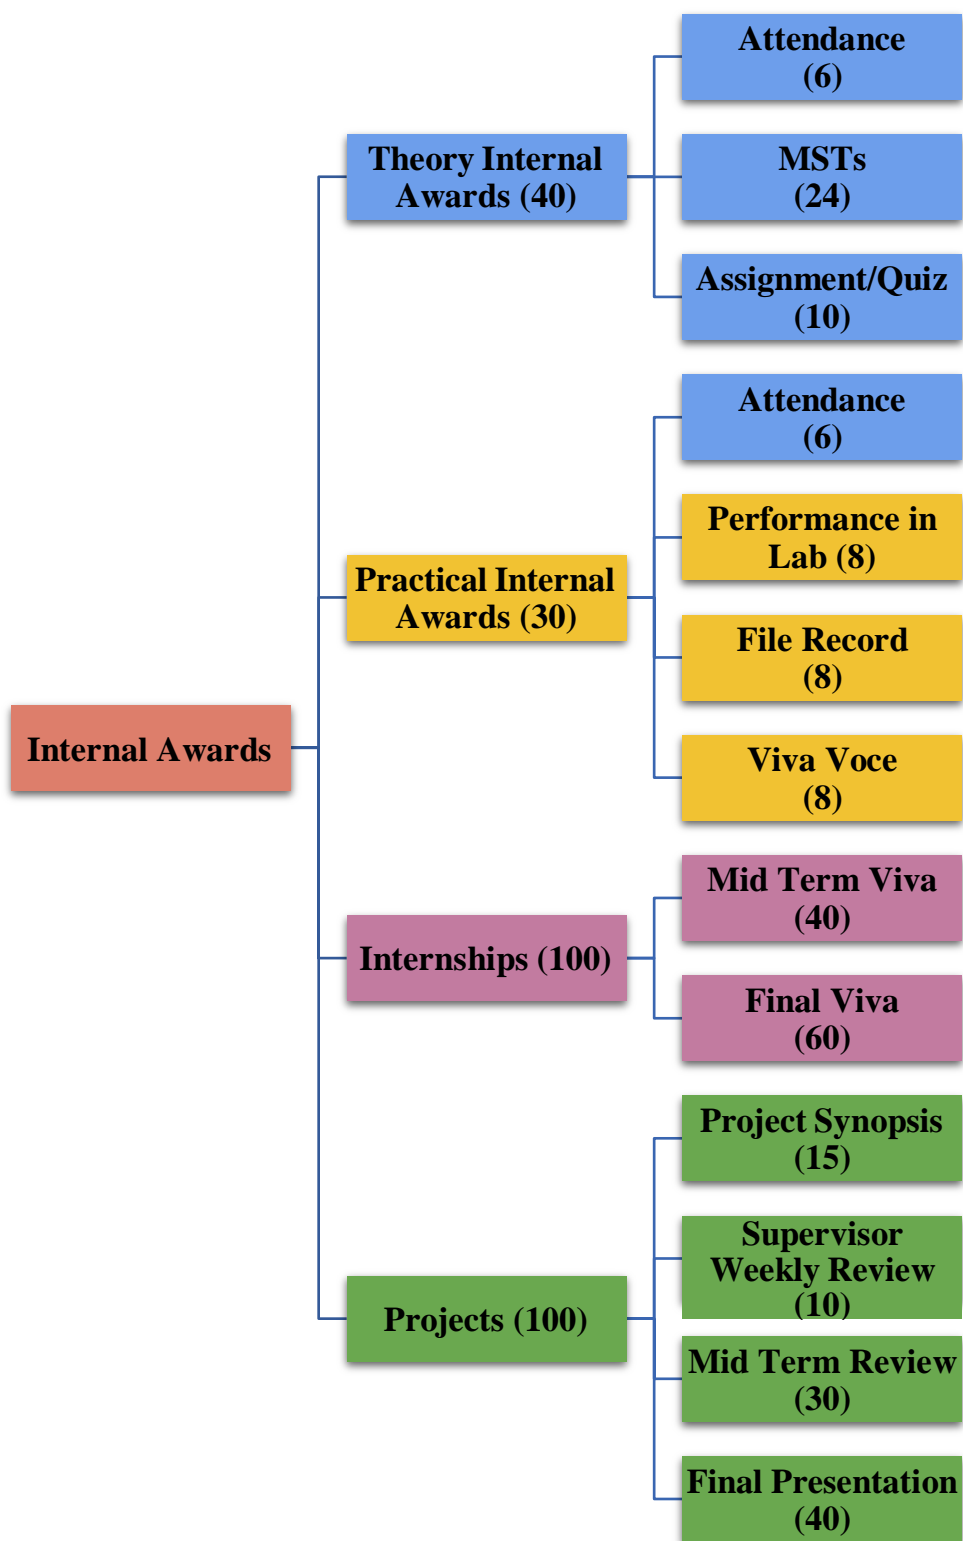 Internal Awards
Theory Internal
Awards (40)
Attendance
(6)
MSTs
(24)
Assignment/Quiz
(10)
Practical Internal
Awards (30)
Attendance
(6)
Performance in
Lab (8)
File Record
(8)
Viva Voce
(8)
Internships (100)
Mid Term Viva
(40)
Final Viva
(60)
Projects (100)
Project Synopsis
(15)
Supervisor
Weekly Review
(10)
Mid Term Review
(30)
Final Presentation
(40)